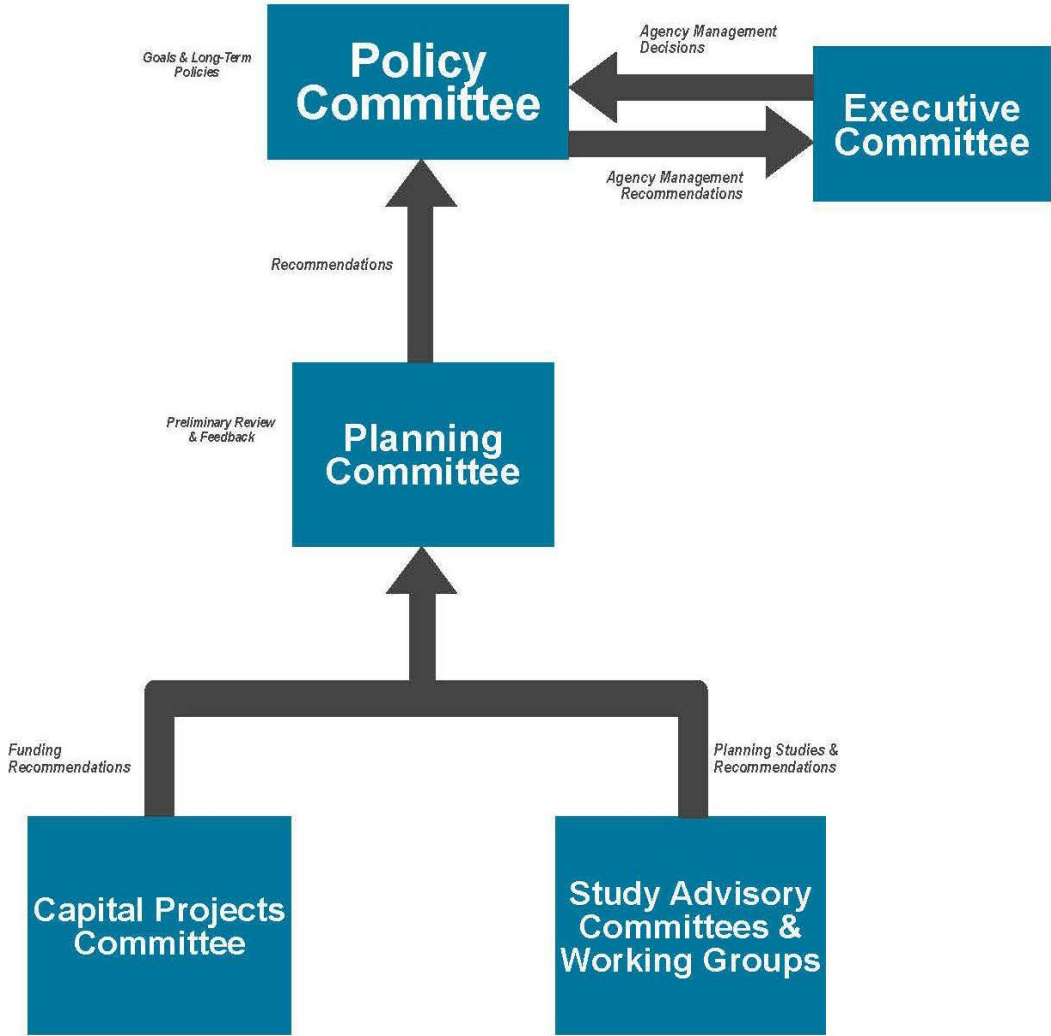 Goals & Long-Term
Policies
Policy
Committee
Agency Management
Decisions
Executive
Committee
Agency Management
Recommendations
Recommendations
Preliminary Review
& Feedback
Planning
Committee
Funding
Recommendations
Planning Studies &
Recommendations
Capital Projects
Committee
Study Advisory
Committees &
Working Groups